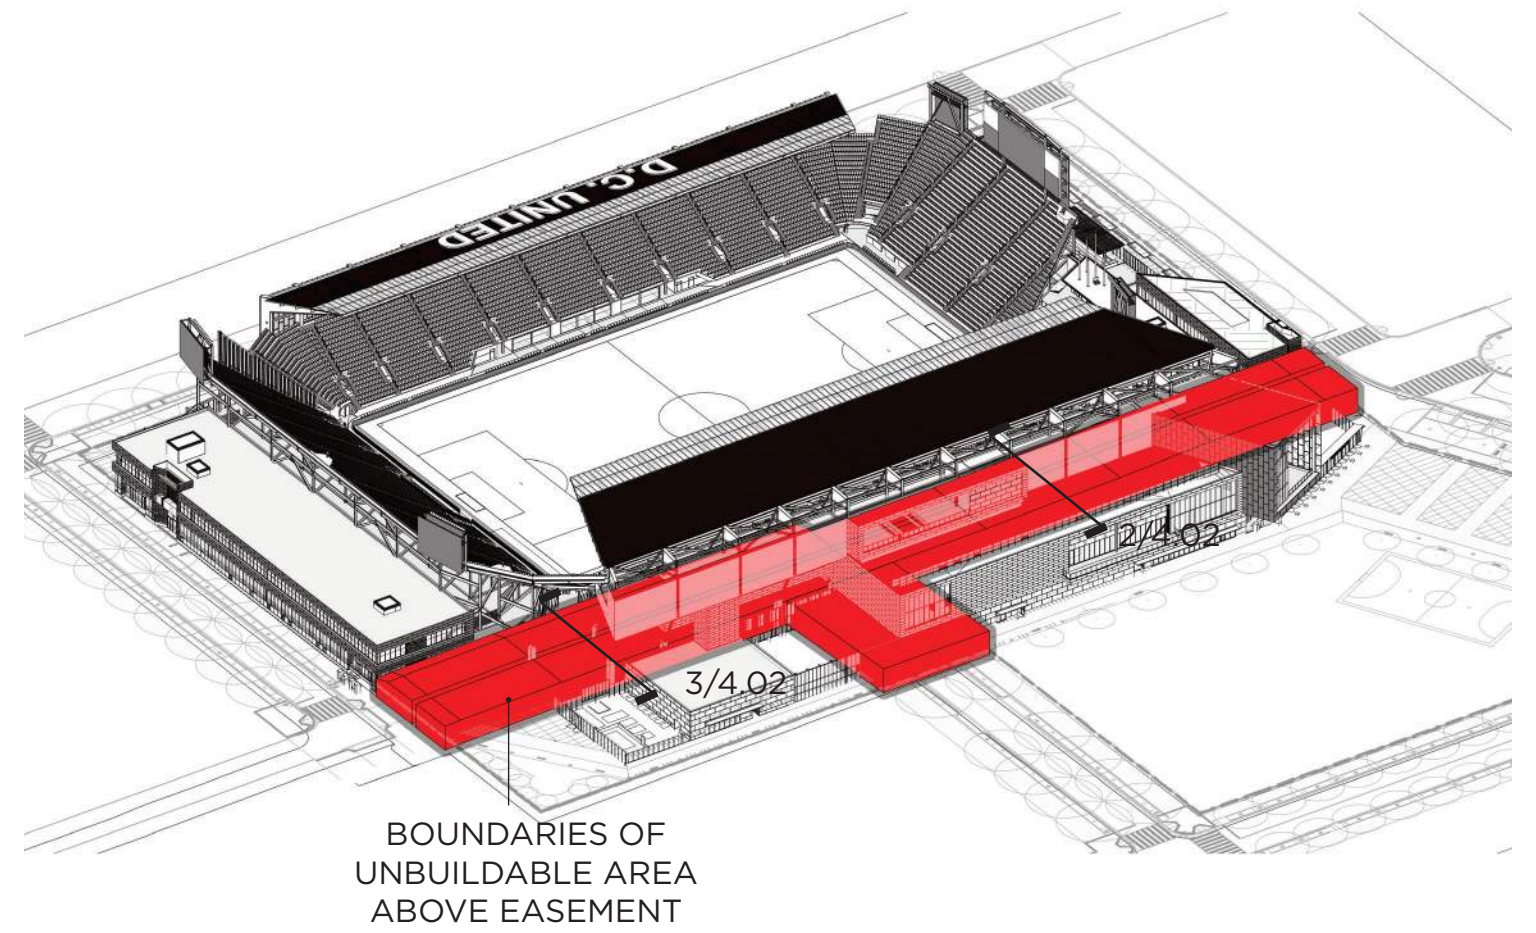 D.C. UNITED
2/4.02
3/4.02
BOUNDARIES OF
UNBUILDABLE AREA
ABOVE EASEMENT